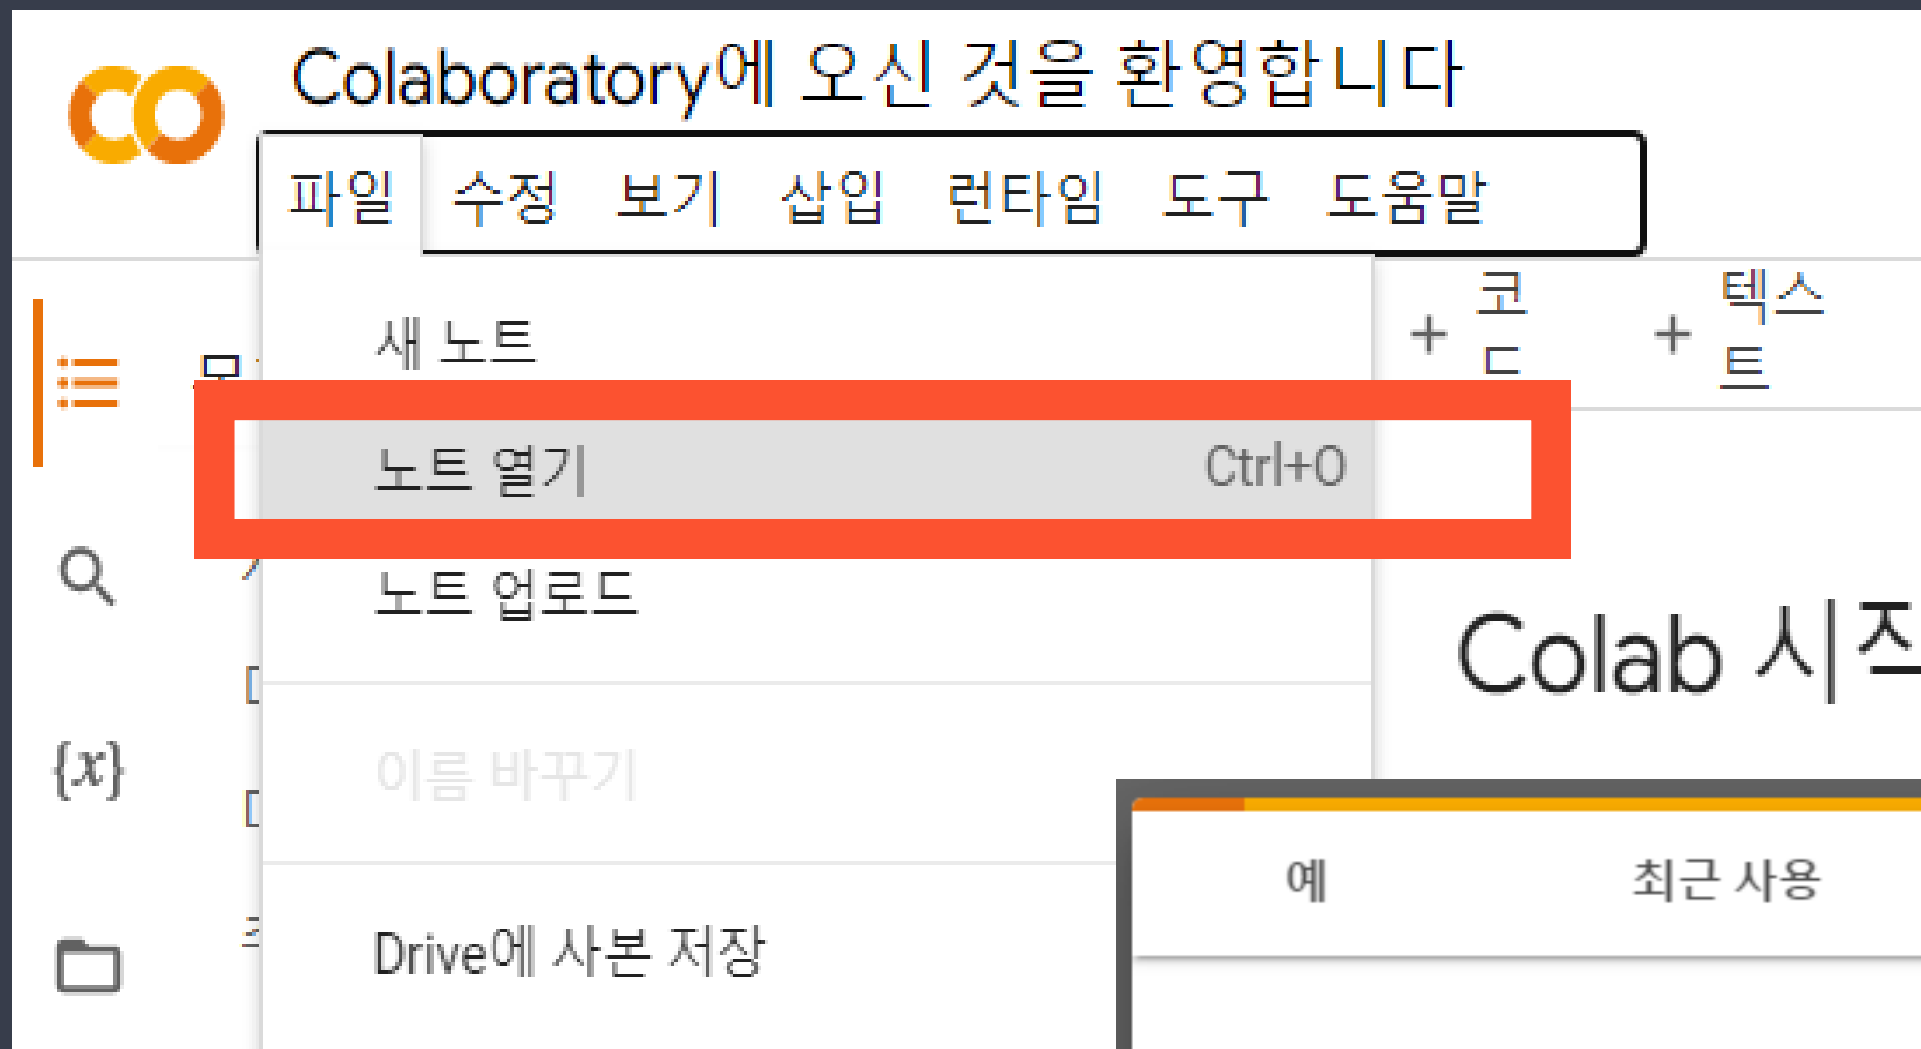 Colaboratory에 오신 것을 환영합니다
파일 수정 보기 삽입 런타임 도구 도움말
+ 코드 + 텍스트
새 노트
노트 열기 Ctrl+O
노트 업로드
Colab 시작
{x}
이름 바꾸기
예 최근 사용
Drive에 사본 저장